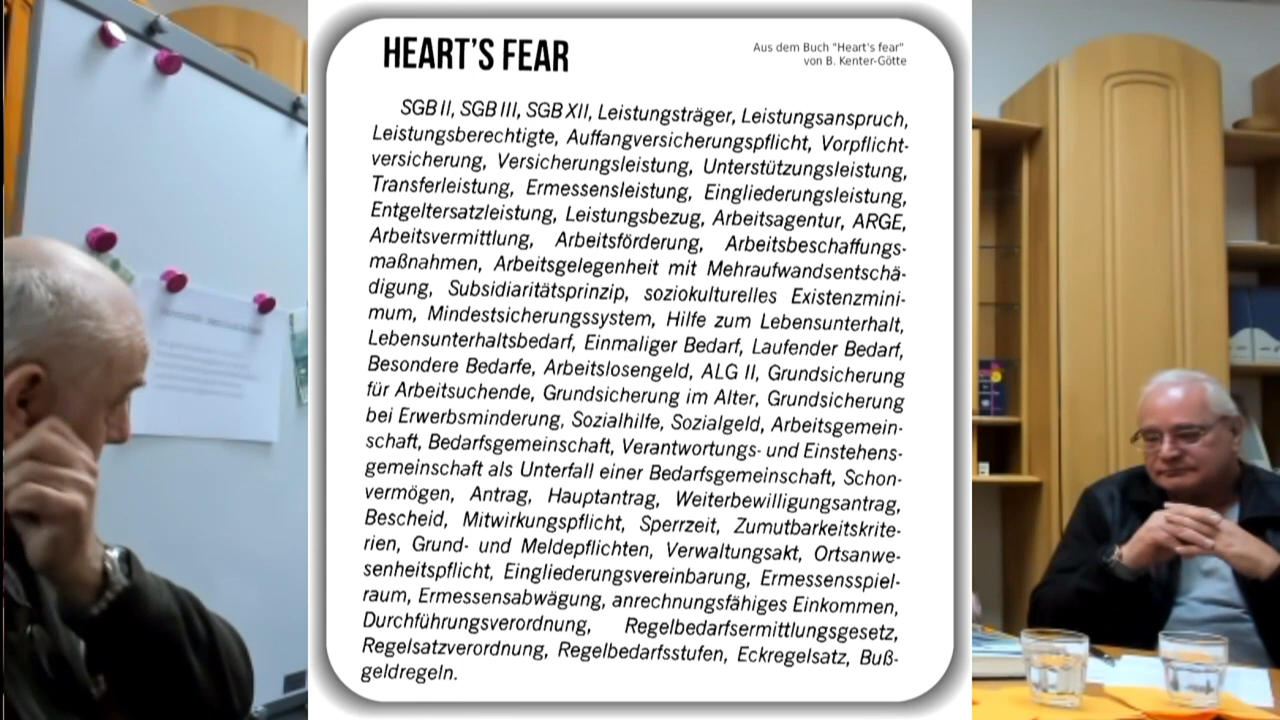 HEART'S FEAR
Aus dem Buch "Heart's fear"
von B. Kenter-Götte
SGB II, SGB III, SGB XII, Leistungsträger, Leistungsanspruch,
Leistungsberechtigte, Auffangversicherungspflicht, Vorpflicht-
versicherung, Versicherungsleistung, Unterstützungsleistung,
Transferleistung, Ermessensleistung, Eingliederungsleistung,
Entgeltersatzleistung, Leistungsbezug, Arbeitsagentur, ARGE,
Arbeitsvermittlung, Arbeitsförderung, Arbeitsbeschaffungs-
maßnahmen, Arbeitsgelegenheit mit Mehraufwandsentschä-
digung, Subsidiaritätsprinzip, soziokulturelles Existenzmini-
mum, Mindestsicherungssystem, Hilfe zum Lebensunterhalt,
Lebensunterhaltsbedarf, Einmaliger Bedarf, Laufender Bedarf,
Besondere Bedarfe, Arbeitslosengeld, ALG II, Grundsicherung
für Arbeitsuchende, Grundsicherung im Alter, Grundsicherung
bei Erwerbsminderung, Sozialhilfe, Sozialgeld, Arbeitsgemein-
schaft, Bedarfsgemeinschaft, Verantwortungs- und Einstehens-
gemeinschaft als Unterfall einer Bedarfsgemeinschaft, Schon-
vermögen, Antrag, Hauptantrag, Weiterbewilligungsantrag,
Bescheid, Mitwirkungspflicht, Sperrzeit, Zumutbarkeitskrite-
rien, Grund- und Meldepflichten, Verwaltungsakt, Ortsanwe-
senheitspflicht, Eingliederungsvereinbarung, Ermessensspiel-
raum, Ermessensabwägung, anrechnungsfähiges Einkommen,
Durchführungsverordnung, Regelbedarfsermittlungsgesetz,
Regelsatzverordnung, Regelbedarfsstufen, Eckregelsatz, Buß-
geldregeln.